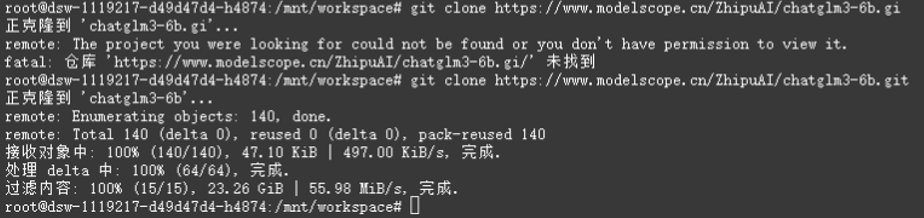 root@dsw-1119217-d49d47d4-h4874:/mnt/workspace# git clone https://www.modelscope.cn/ZhipuAI/chatglm3-6b.gi
正克隆到 'chatglm3-6b.gi'...
remote: The project you were looking for could not be found or you don't have permission to view it.
fatal: 仓库 'https://www.modelscope.cn/ZhipuAI/chatglm3-6b.gi/' 未找到
root@dsw-1119217-d49d47d4-h4874:/mnt/workspace# git clone https://www.modelscope.cn/ZhipuAI/chatglm3-6b.git
正克隆到 'chatglm3-6b'...
remote: Enumerating objects: 140, done.
remote: Total 140 (delta 0), reused 0 (delta 0), pack-reused 140
接收对象中: 100% (140/140), 47.10 KiB | 497.00 KiB/s, 完成.
处理 delta 中: 100% (64/64), 完成.
过滤内容: 100% (15/15), 23.26 GiB | 55.98 MiB/s, 完成.
root@dsw-1119217-d49d47d4-h4874:/mnt/workspace#